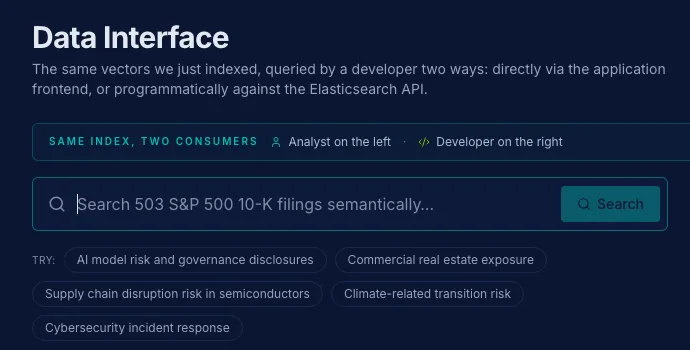 Data Interface
The same vectors we just indexed, queried by a developer two ways: directly via the application
frontend, or programmatically against the Elasticsearch API.
SAME INDEX, TWO CONSUMERS Analyst on the left · </> Developer on the right
Search 503 S&P 500 10-K filings semantically... Search
TRY: AI model risk and governance disclosures Commercial real estate exposure
Supply chain disruption risk in semiconductors Climate-related transition risk
Cybersecurity incident response